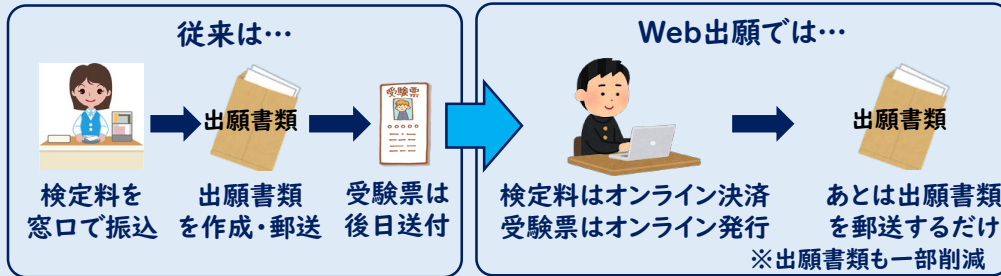 従来は…
出願書類
受験票
検定料を
窓口で振込
出願書類
を作成・郵送
受験票は
後日送付
Web出願では…
出願書類
検定料はオンライン決済
受験票はオンライン発行
あとは出願書類
を郵送するだけ
※出願書類も一部削減